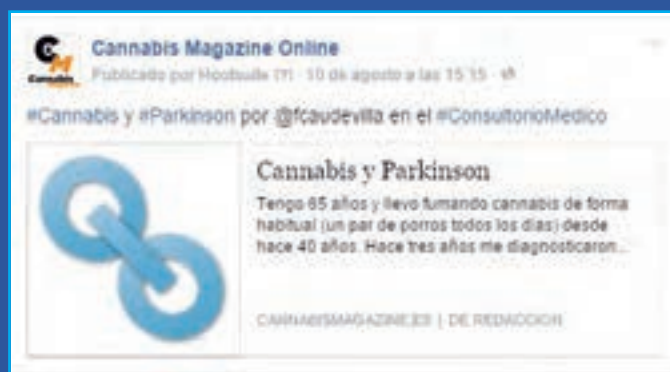 CM
Cannabis
Cannabis Magazine Online
Publicado por Hootsuite [?] · 10 de agosto a las 15:15
#Cannabis y #Parkinson por @fcaudevilla en el #ConsultorioMedico
Cannabis y Parkinson
Tengo 65 años y llevo fumando cannabis de forma
habitual (un par de porros todos los días) desde
hace 40 años. Hace tres años me diagnosticaron...
CANNABISMAGAZINE.ES | DE REDACCION